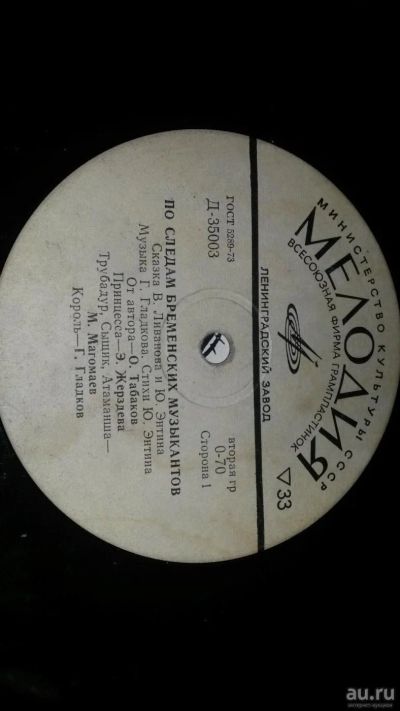 МИНИСТЕРСТВО КУЛЬТУРЫ СССР
МЕЛОДИЯ
ВСЕСОЮЗНАЯ ФИРМА ГРАМПЛАСТИНОК
▽33
ЛЕНИНГРАДСКИЙ ЗАВОД
ГОСТ 5289-73
Д-35003
вторая гр
0-70
Сторона 1
ПО СЛЕДАМ БРЕМЕНСКИХ МУЗЫКАНТОВ
Сказка В. Ливанова и Ю. Энтина
Музыка Г. Гладкова. Стихи Ю. Энтина
От автора—О. Табаков
Принцесса—Э. Жерздева
Трубадур, Сыщик, Атаманша—
М. Магомаев
Король—Г. Гладков
au.ru
интернет-аукцион